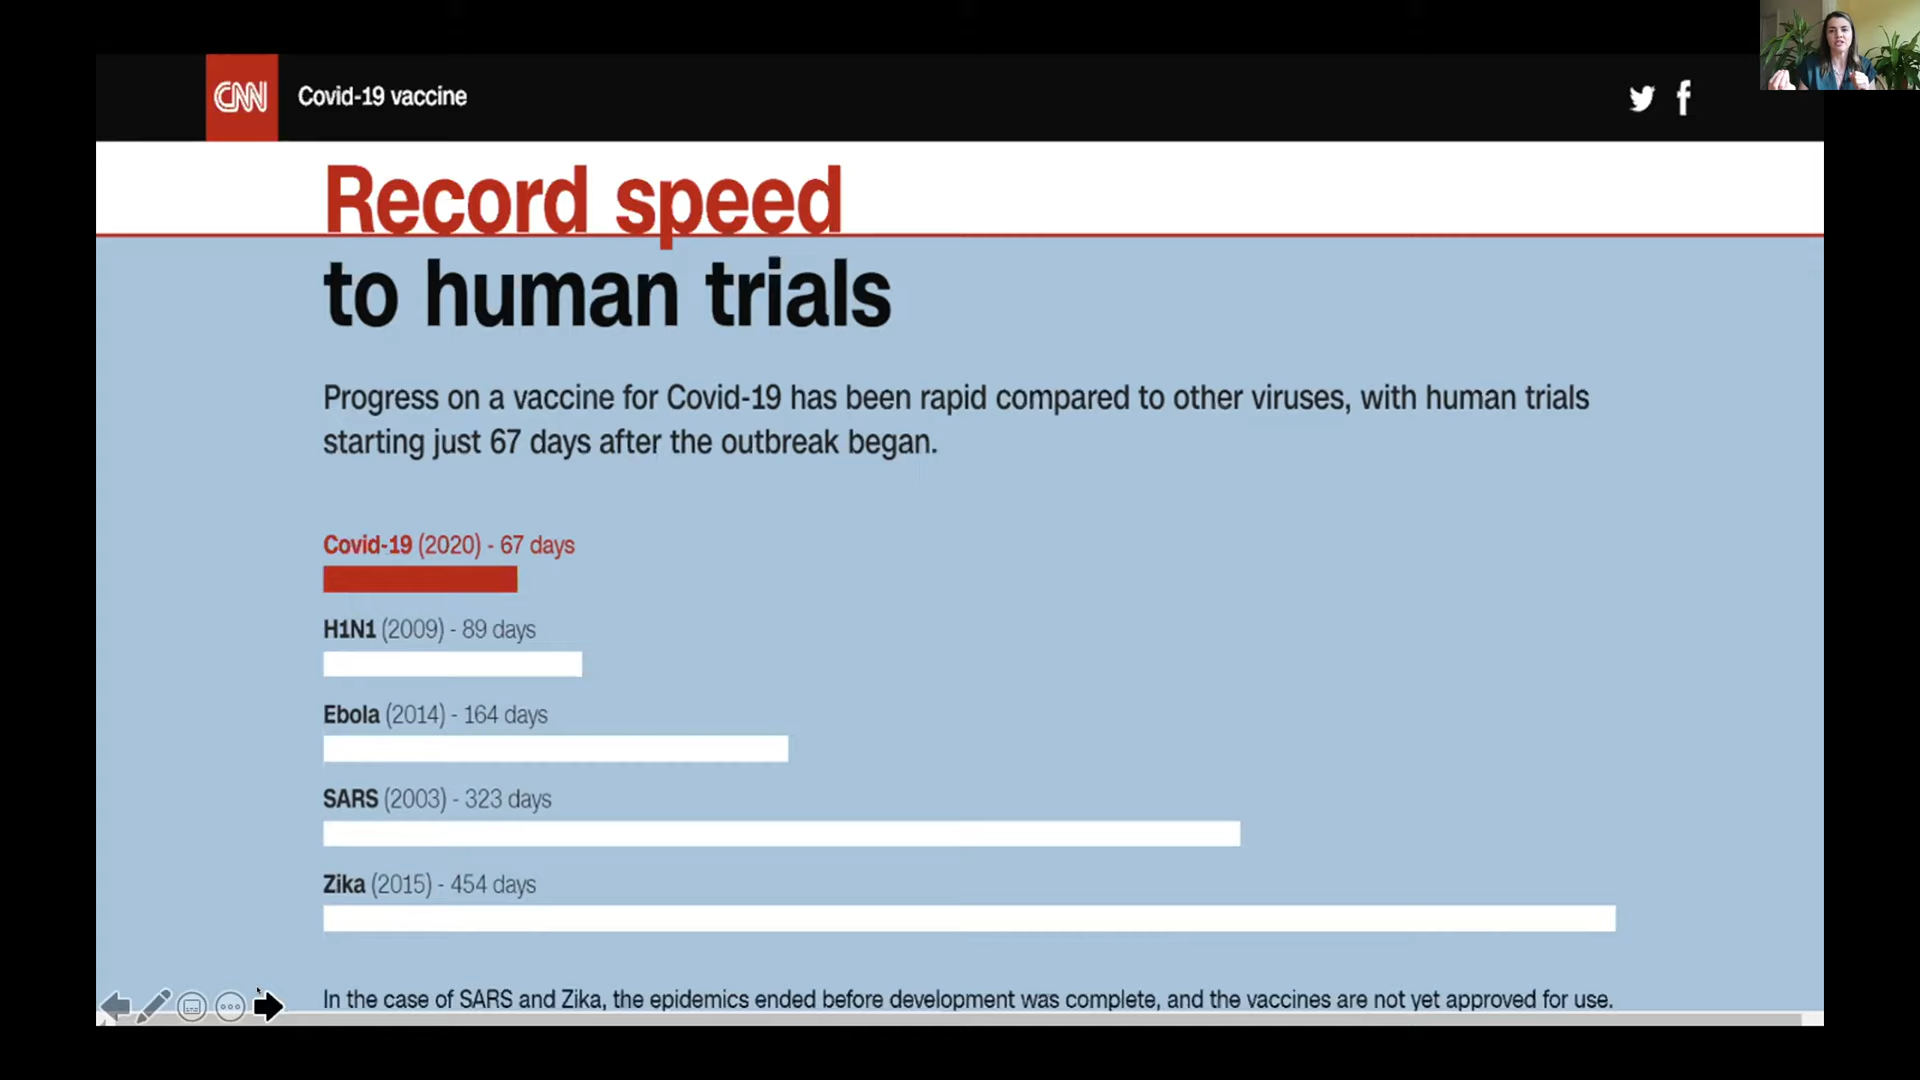 CNN Covid-19 vaccine
Record speed
to human trials
Progress on a vaccine for Covid-19 has been rapid compared to other viruses, with human trials
starting just 67 days after the outbreak began.
Covid-19 (2020) - 67 days
H1N1 (2009) - 89 days
Ebola (2014) - 164 days
SARS (2003) - 323 days
Zika (2015) - 454 days
In the case of SARS and Zika, the epidemics ended before development was complete, and the vaccines are not yet approved for use.